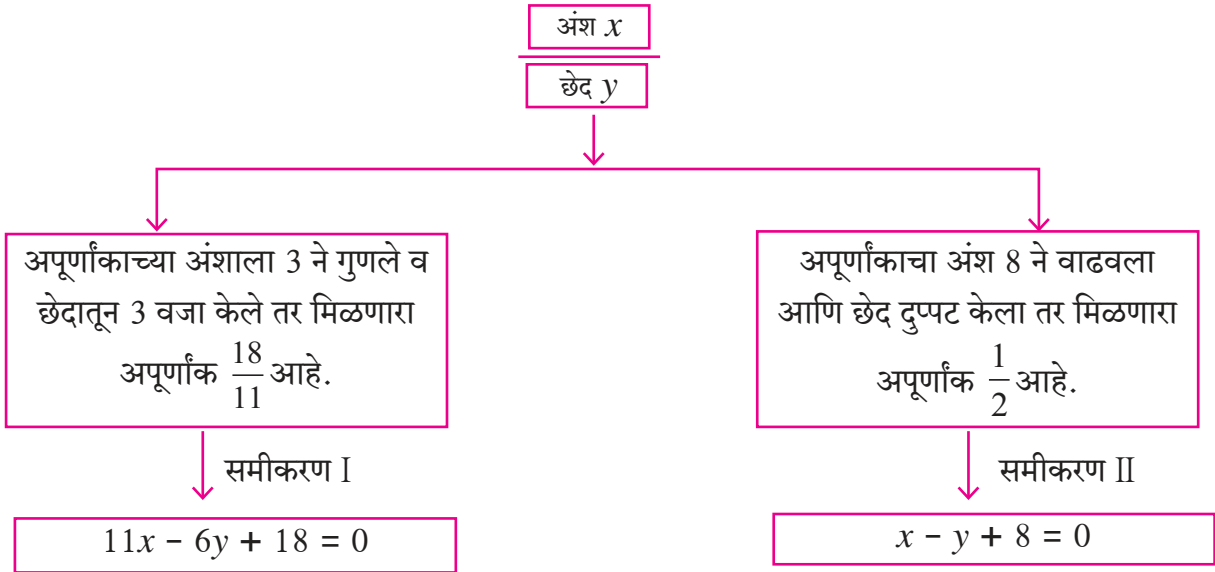 अंश x
छेद y
अपूर्णांकाच्या अंशाला 3 ने गुणले व
छेदातून 3 वजा केले तर मिळणारा
अपूर्णांक 18/11 आहे.
अपूर्णांकाचा अंश 8 ने वाढवला
आणि छेद दुप्पट केला तर मिळणारा
अपूर्णांक 1/2 आहे.
समीकरण I
समीकरण II
11x - 6y + 18 = 0
x - y + 8 = 0